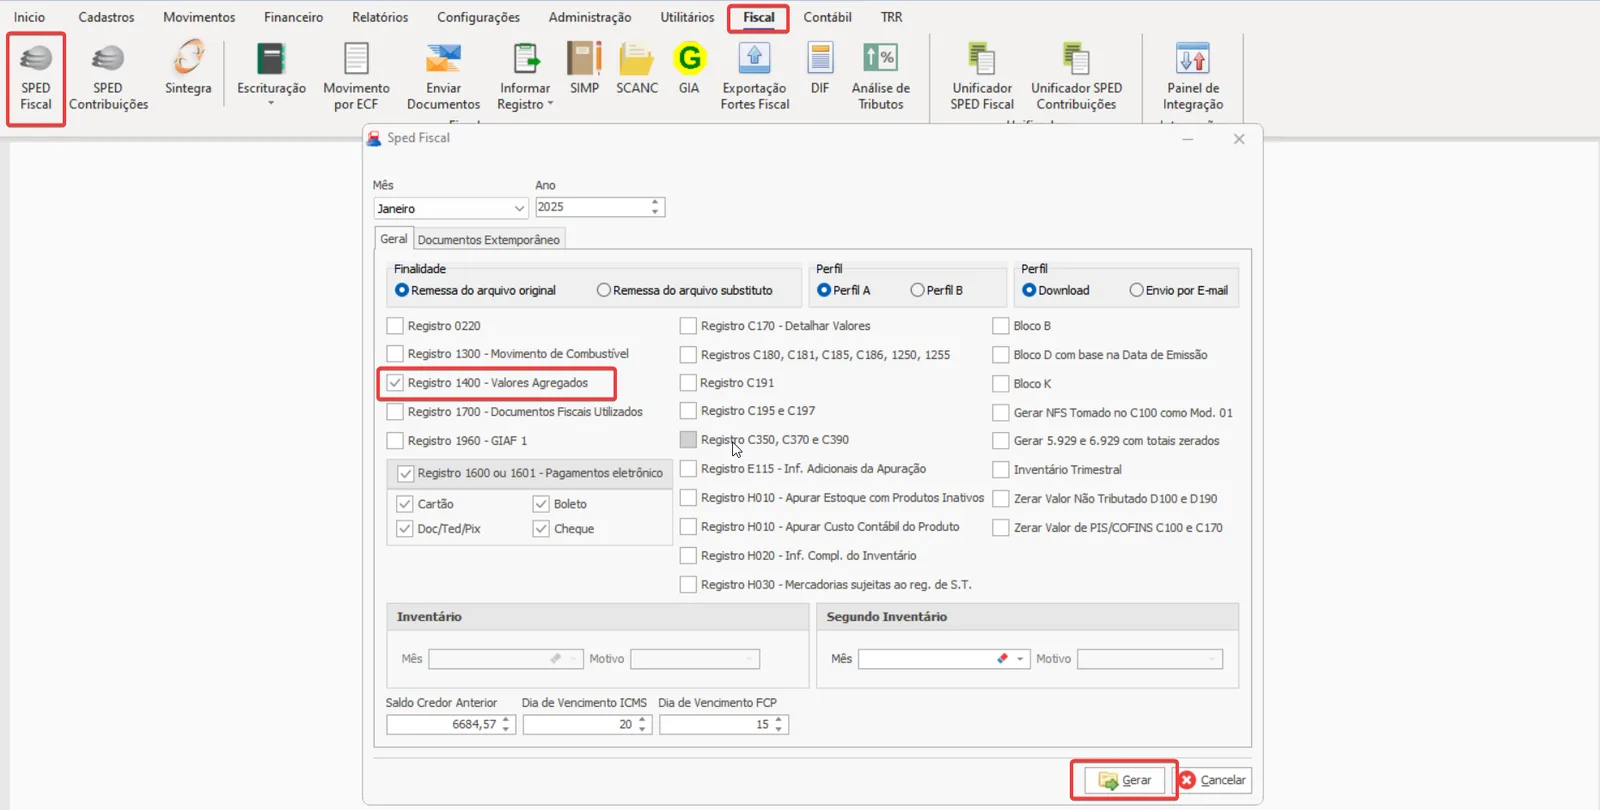 Inicio Cadastros Movimentos Financeiro Relatórios Configurações Administração Utilitários Fiscal Contábil TRR
SPED Fiscal
SPED Contribuições
Sintegra
Escrituração
Movimento por ECF
Enviar Documentos
Informar Registro
SIMP
SCANC
G
GIA
Exportação Fortes Fiscal
DIF
%
Análise de Tributos
Unificador SPED Fiscal
Unificador SPED Contribuições
Painel de Integração
Sped Fiscal
Mês Ano
Janeiro 2025
Geral Documentos Extemporâneo
Finalidade Perfil Perfil
Remessa do arquivo original Remessa do arquivo substituto Perfil A Perfil B Download Envio por E-mail
Registro 0220
Registro 1300 - Movimento de Combustível
Registro 1400 - Valores Agregados
Registro 1700 - Documentos Fiscais Utilizados
Registro 1960 - GIAF 1
Registro 1600 ou 1601 - Pagamentos eletrônico
Cartão Boleto
Doc/Ted/Pix Cheque
Registro C170 - Detalhar Valores
Registros C180, C181, C185, C186, 1250, 1255
Registro C191
Registro C195 e C197
Registro C350, C370 e C390
Registro E115 - Inf. Adicionais da Apuração
Registro H010 - Apurar Estoque com Produtos Inativos
Registro H010 - Apurar Custo Contábil do Produto
Registro H020 - Inf. Compl. do Inventário
Registro H030 - Mercadorias sujeitas ao reg. de S.T.
Bloco B
Bloco D com base na Data de Emissão
Bloco K
Gerar NFS Tomado no C100 como Mod. 01
Gerar 5.929 e 6.929 com totais zerados
Inventário Trimestral
Zerar Valor Não Tributado D100 e D190
Zerar Valor de PIS/COFINS C100 e C170
Inventário
Mês Motivo
Segundo Inventário
Mês Motivo
Saldo Credor Anterior Dia de Vencimento ICMS Dia de Vencimento FCP
6684,57 20 15
Gerar Cancelar